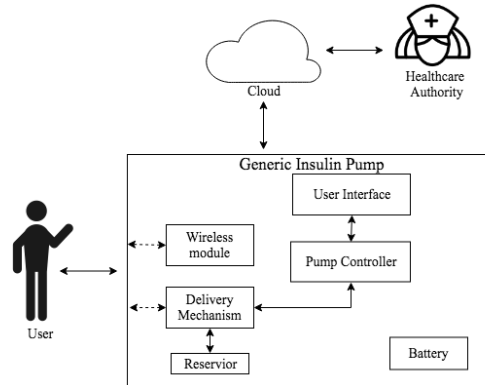 Cloud
Healthcare
Authority
Generic Insulin Pump
User Interface
Wireless
module
Pump Controller
Delivery
Mechanism
User
Reservior
Battery